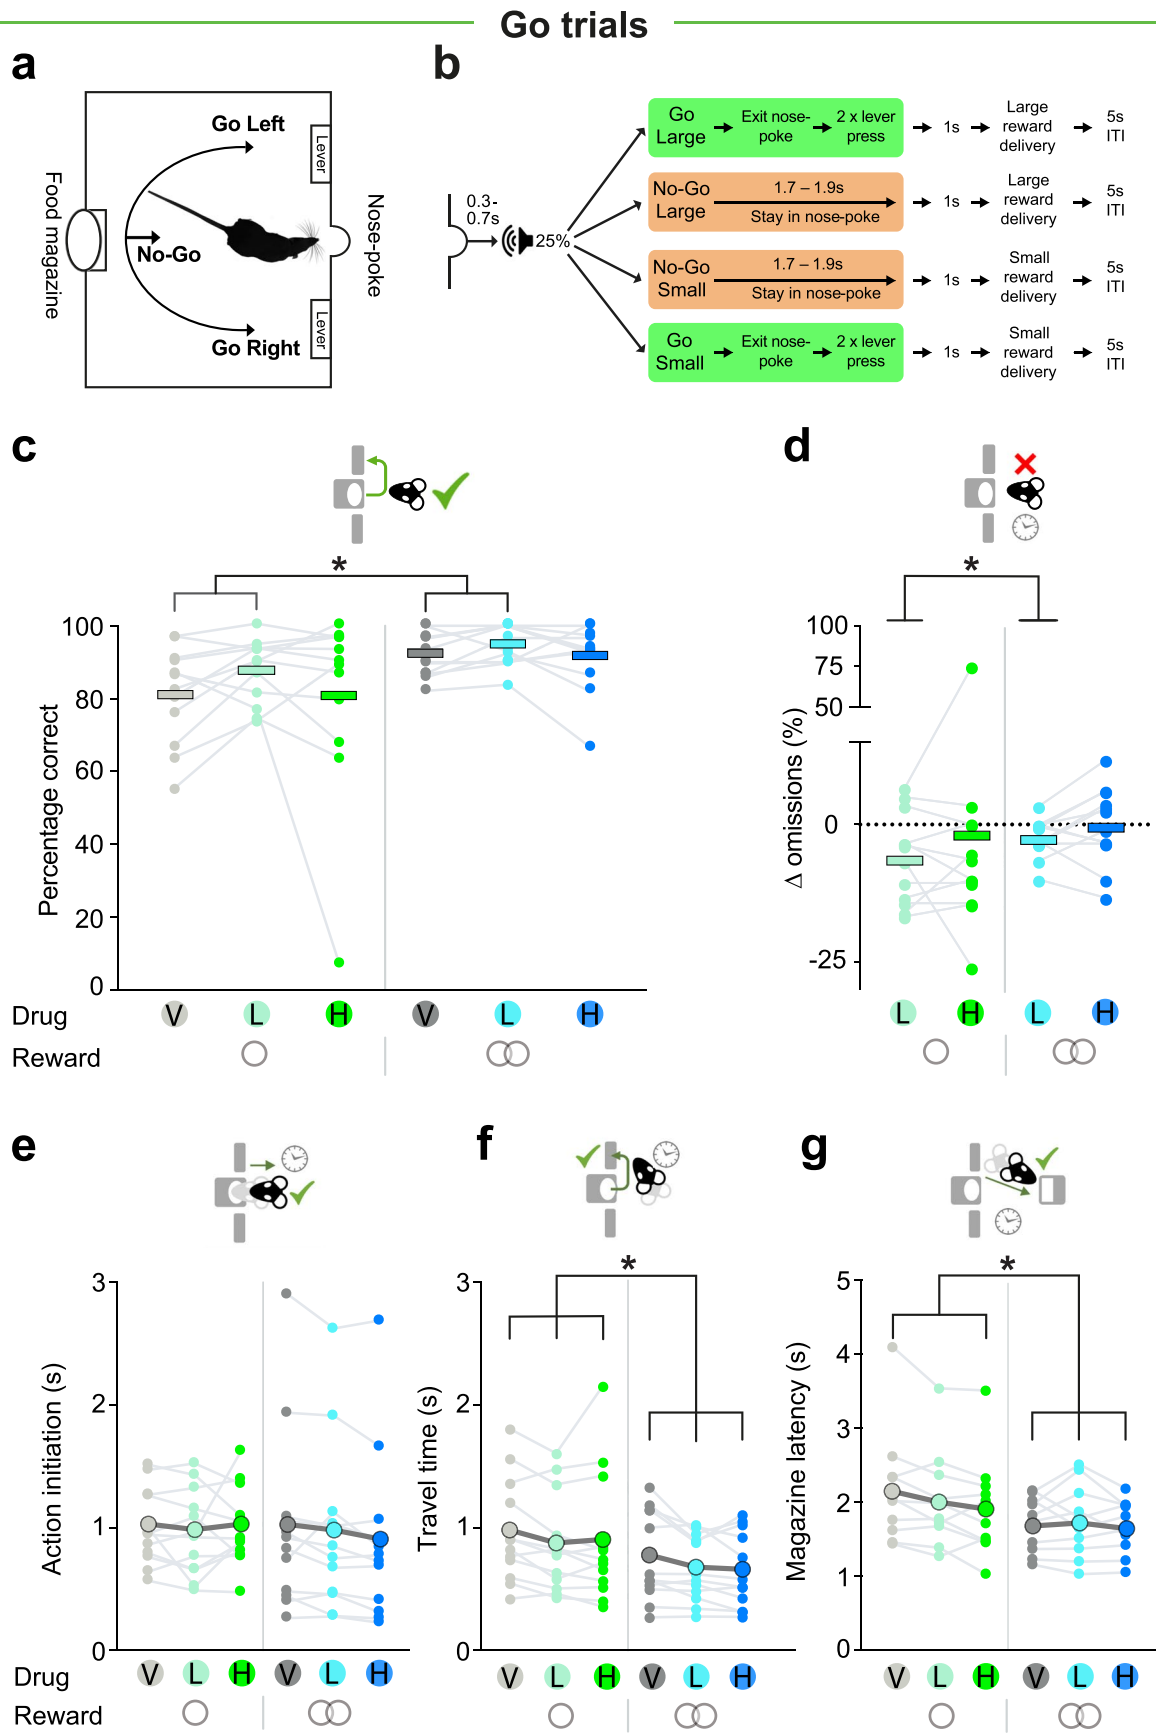 Go trials
a
Go Left
Lever
Food magazine
No-Go
Nose-poke
Go Right
Lever
b
0.3-
0.7s
25%
Go
Large
Exit nose-
poke
2 x lever
press
1s
Large
reward
delivery
5s
ITI
No-Go
Large
1.7 – 1.9s
Stay in nose-poke
1s
Large
reward
delivery
5s
ITI
No-Go
Small
1.7 – 1.9s
Stay in nose-poke
1s
Small
reward
delivery
5s
ITI
Go
Small
Exit nose-
poke
2 x lever
press
1s
Small
reward
delivery
5s
ITI
c
*
Percentage correct
100
80
60
40
20
0
Drug
V L H V L H
Reward
d
*
Δ omissions (%)
100
75
50
0
-25
L H L H
e
Action initiation (s)
3
2
1
0
Drug
V L H V L H
Reward
f
*
Travel time (s)
3
2
1
0
V L H V L H
g
*
Magazine latency (s)
5
4
3
2
1
0
V L H V L H